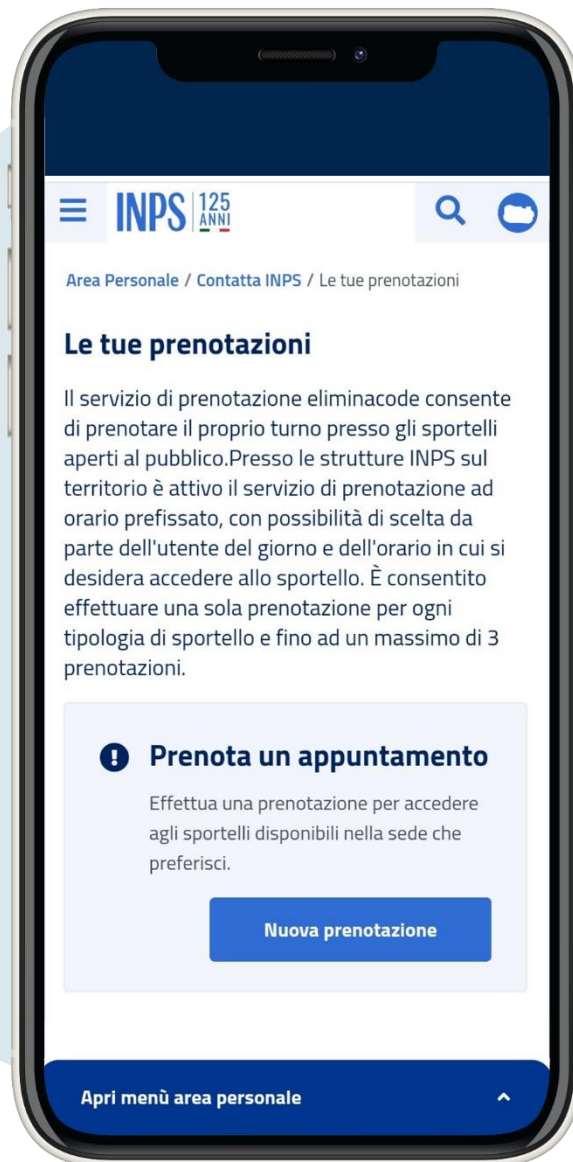 INPS 125 ANNI
Area Personale / Contatta INPS / Le tue prenotazioni
Le tue prenotazioni
Il servizio di prenotazione eliminacode consente
di prenotare il proprio turno presso gli sportelli
aperti al pubblico.Presso le strutture INPS sul
territorio è attivo il servizio di prenotazione ad
orario prefissato, con possibilità di scelta da
parte dell'utente del giorno e dell'orario in cui si
desidera accedere allo sportello. È consentito
effettuare una sola prenotazione per ogni
tipologia di sportello e fino ad un massimo di 3
prenotazioni.
Prenota un appuntamento
Effettua una prenotazione per accedere
agli sportelli disponibili nella sede che
preferisci.
Nuova prenotazione
Apri menù area personale